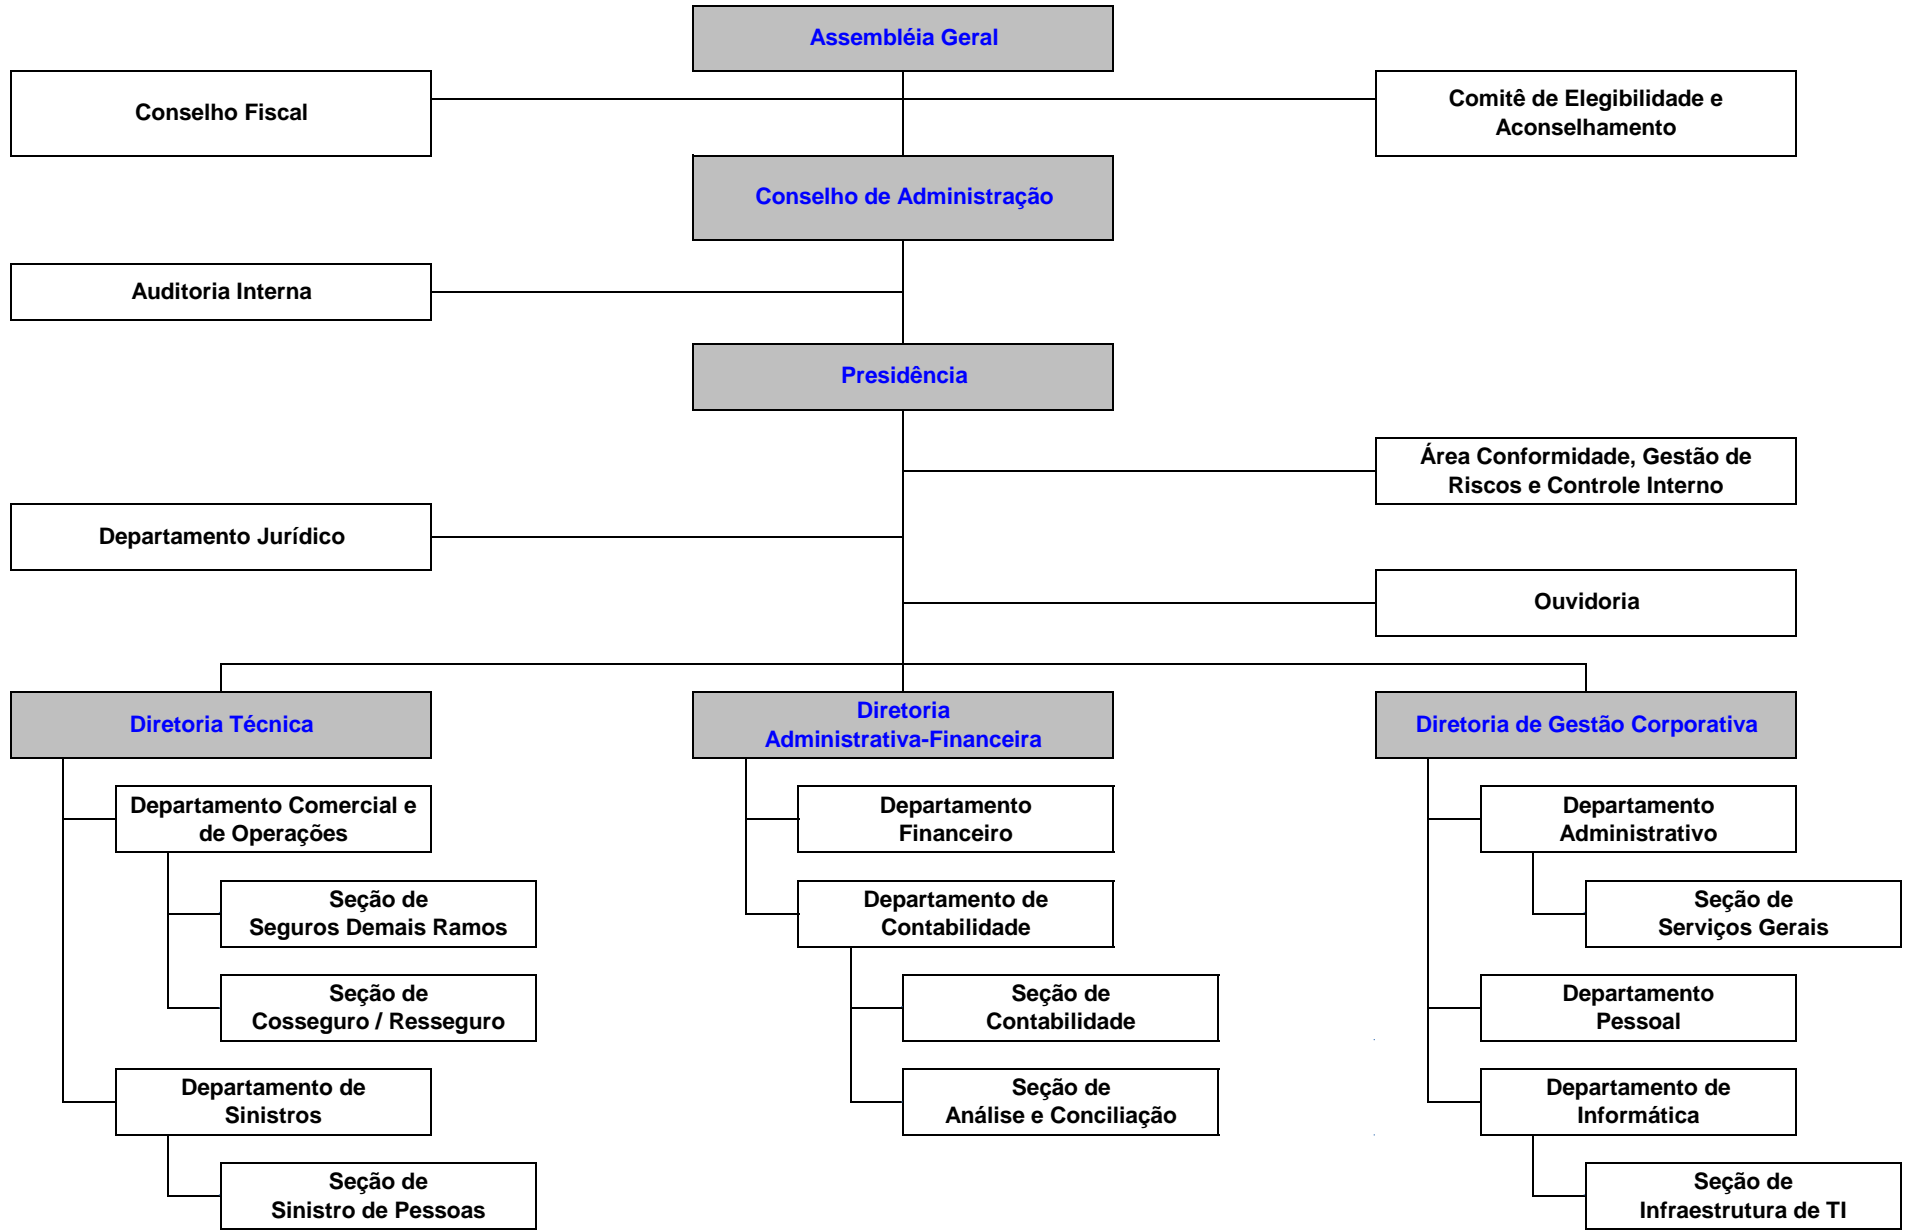 Assembléia Geral
Conselho Fiscal
Comitê de Elegibilidade e
Aconselhamento
Conselho de Administração
Auditoria Interna
Presidência
Área Conformidade, Gestão de
Riscos e Controle Interno
Departamento Jurídico
Ouvidoria
Diretoria Técnica
Diretoria
Administrativa-Financeira
Diretoria de Gestão Corporativa
Departamento Comercial e
de Operações
Seção de
Seguros Demais Ramos
Seção de
Cosseguro / Resseguro
Departamento de
Sinistros
Seção de
Sinistro de Pessoas
Departamento
Financeiro
Departamento de
Contabilidade
Seção de
Contabilidade
Seção de
Análise e Conciliação
Departamento
Administrativo
Seção de
Serviços Gerais
Departamento
Pessoal
Departamento de
Informática
Seção de
Infraestrutura de TI